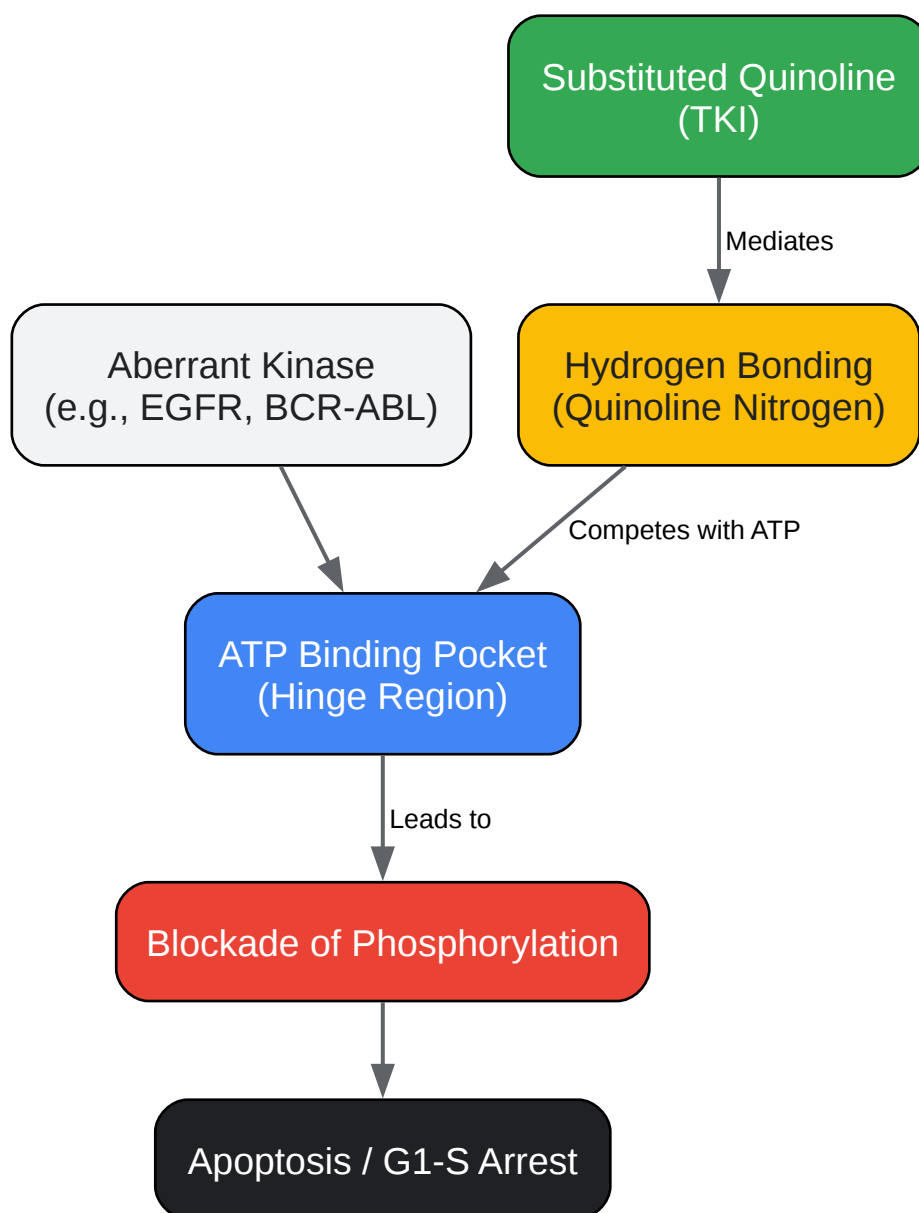 Substituted Quinoline
(TKI)
Mediates
Aberrant Kinase
(e.g., EGFR, BCR-ABL)
Hydrogen Bonding
(Quinoline Nitrogen)
Competes with ATP
ATP Binding Pocket
(Hinge Region)
Leads to
Blockade of Phosphorylation
Apoptosis / G1-S Arrest